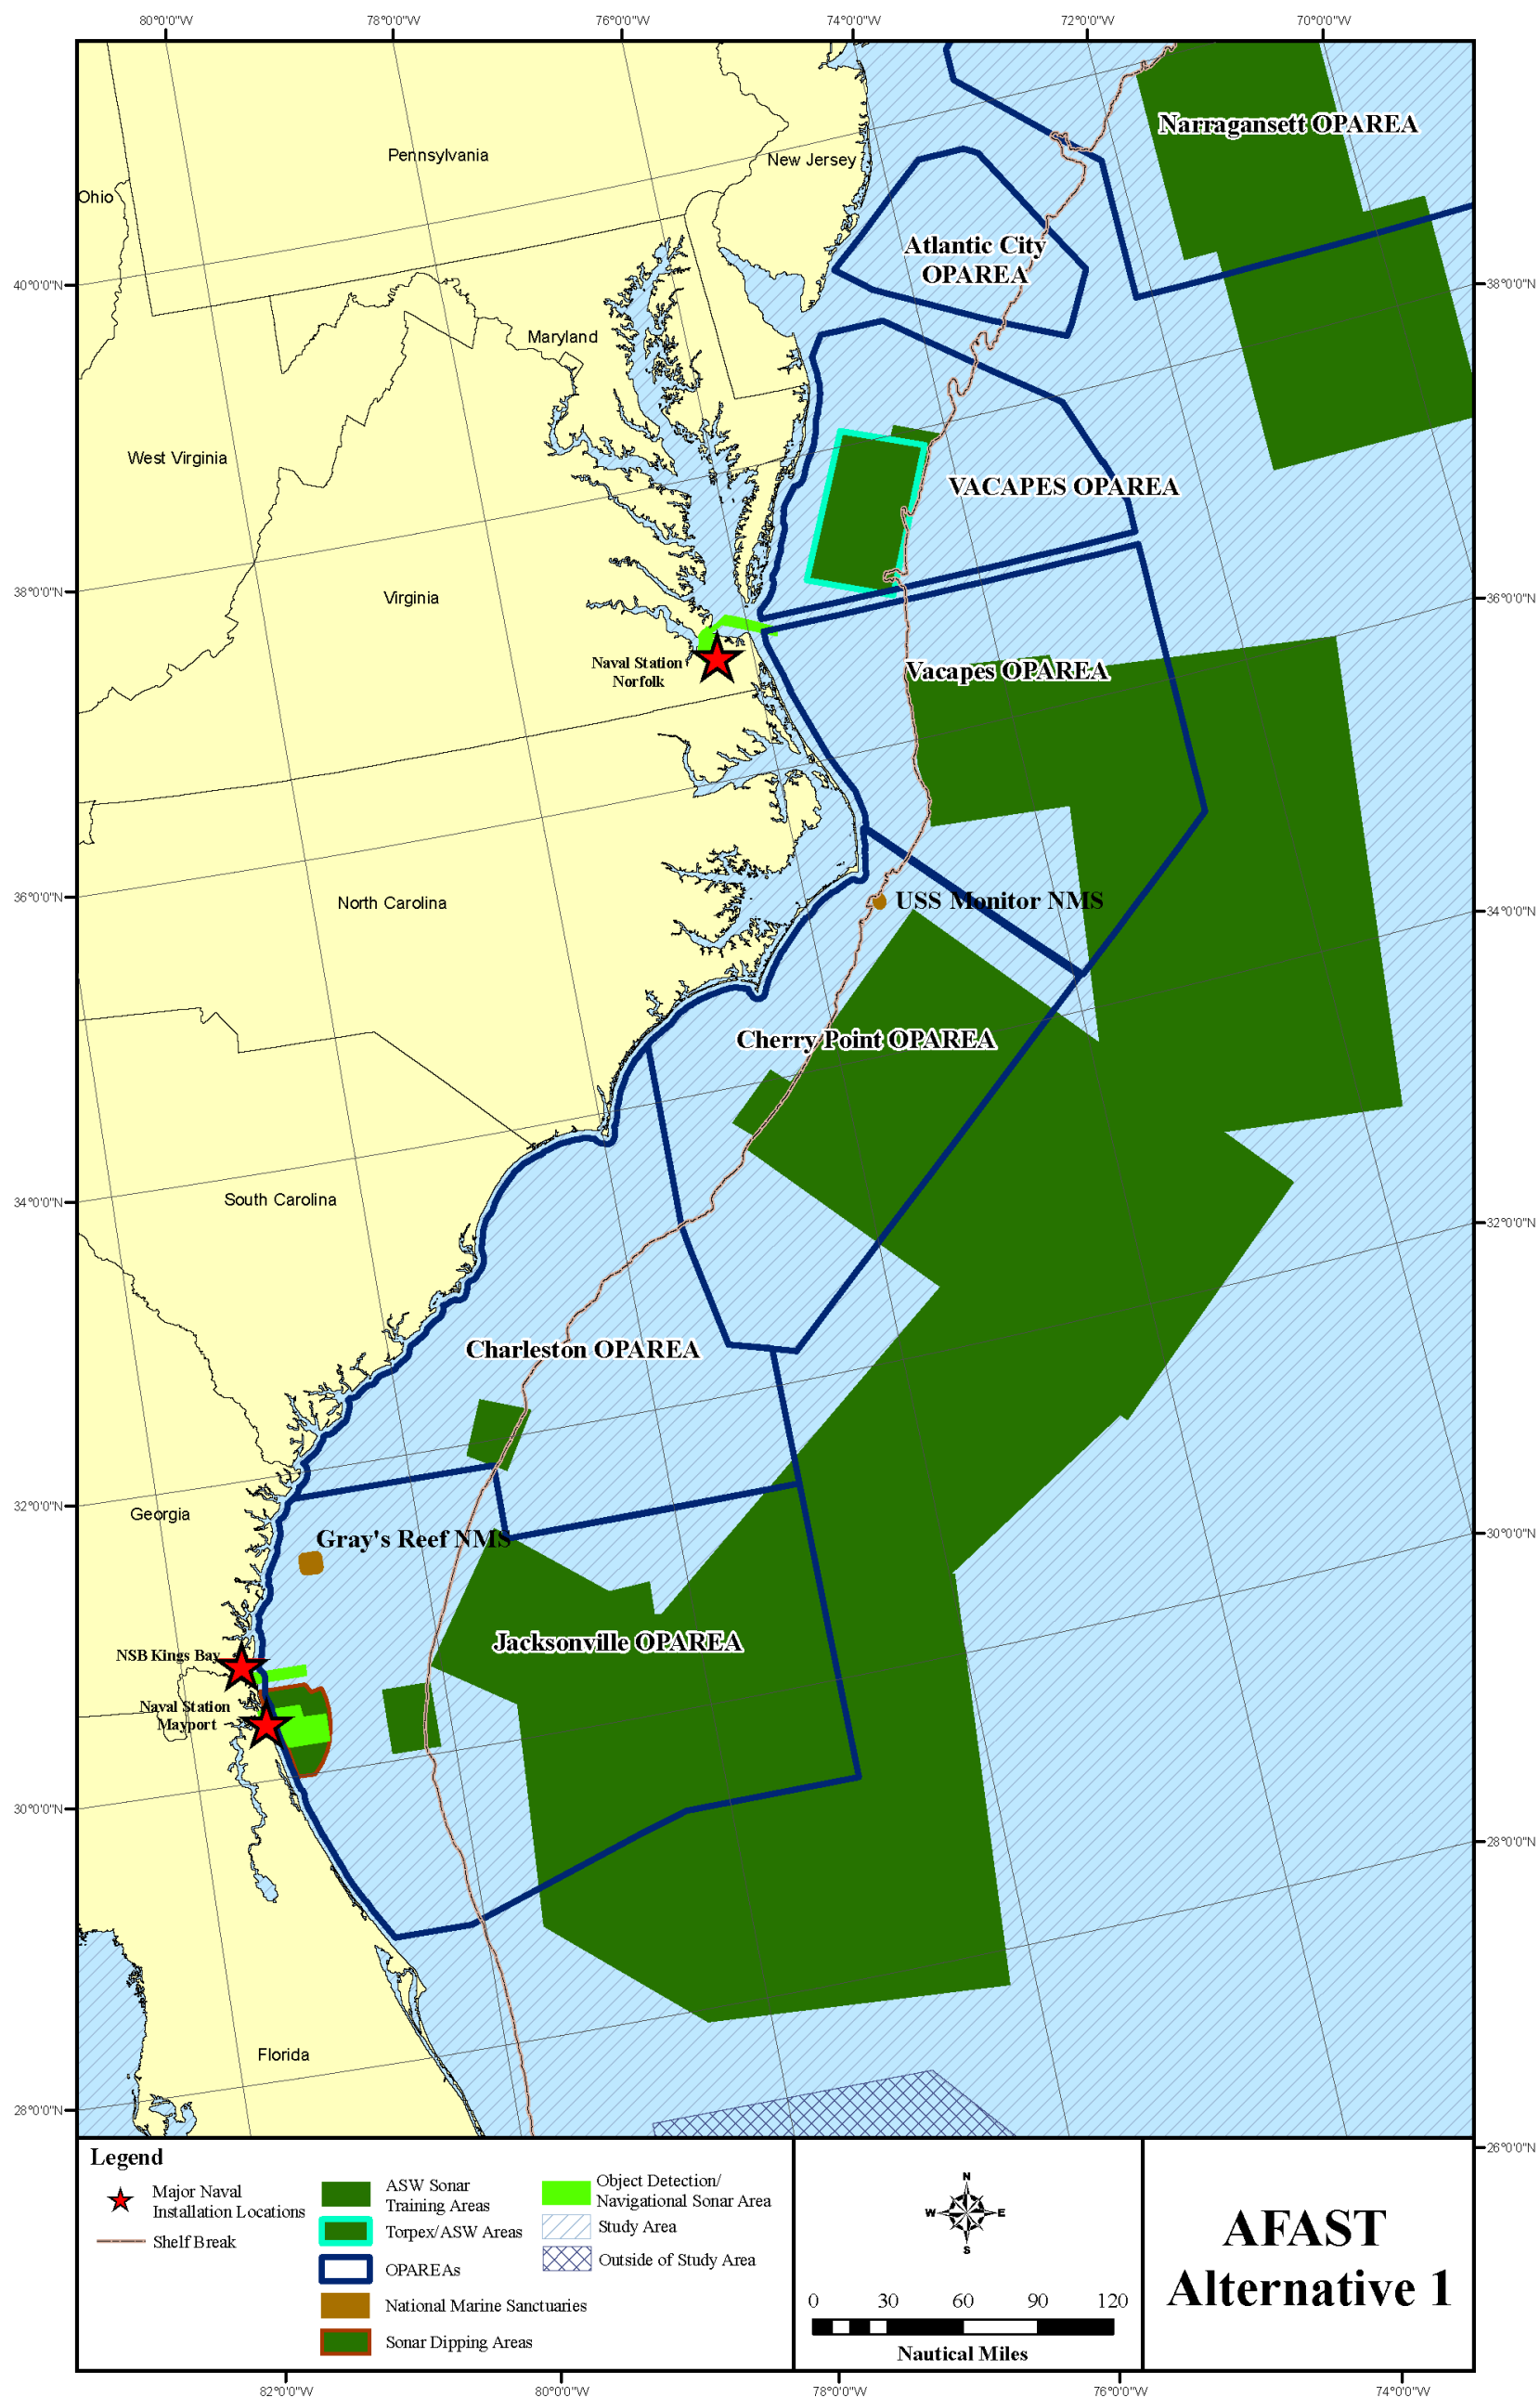 80°0'0"W
78°0'0"W
76°0'0"W
74°0'0"W
72°0'0"W
70°0'0"W
Narragansett OPAREA
Pennsylvania
New Jersey
Ohio
Atlantic City
OPAREA
40°0'0"N
38°0'0"N
Maryland
West Virginia
VACAPES OPAREA
38°0'0"N
36°0'0"N
Virginia
Naval Station
Norfolk
Vacapes OPAREA
36°0'0"N
34°0'0"N
North Carolina
USS Monitor NMS
Cherry Point OPAREA
34°0'0"N
32°0'0"N
South Carolina
Charleston OPAREA
32°0'0"N
30°0'0"N
Georgia
Gray's Reef NMS
Jacksonville OPAREA
NSB Kings Bay
Naval Station
Mayport
30°0'0"N
28°0'0"N
Florida
28°0'0"N
26°0'0"N
Legend
Major Naval
Installation Locations
Shelf Break
ASW Sonar
Training Areas
Torpex/ASW Areas
OPAREAs
National Marine Sanctuaries
Sonar Dipping Areas
Object Detection/
Navigational Sonar Area
Study Area
Outside of Study Area
N
W E
S
0 30 60 90 120
Nautical Miles
AFAST
Alternative 1
82°0'0"W
80°0'0"W
78°0'0"W
76°0'0"W
74°0'0"W